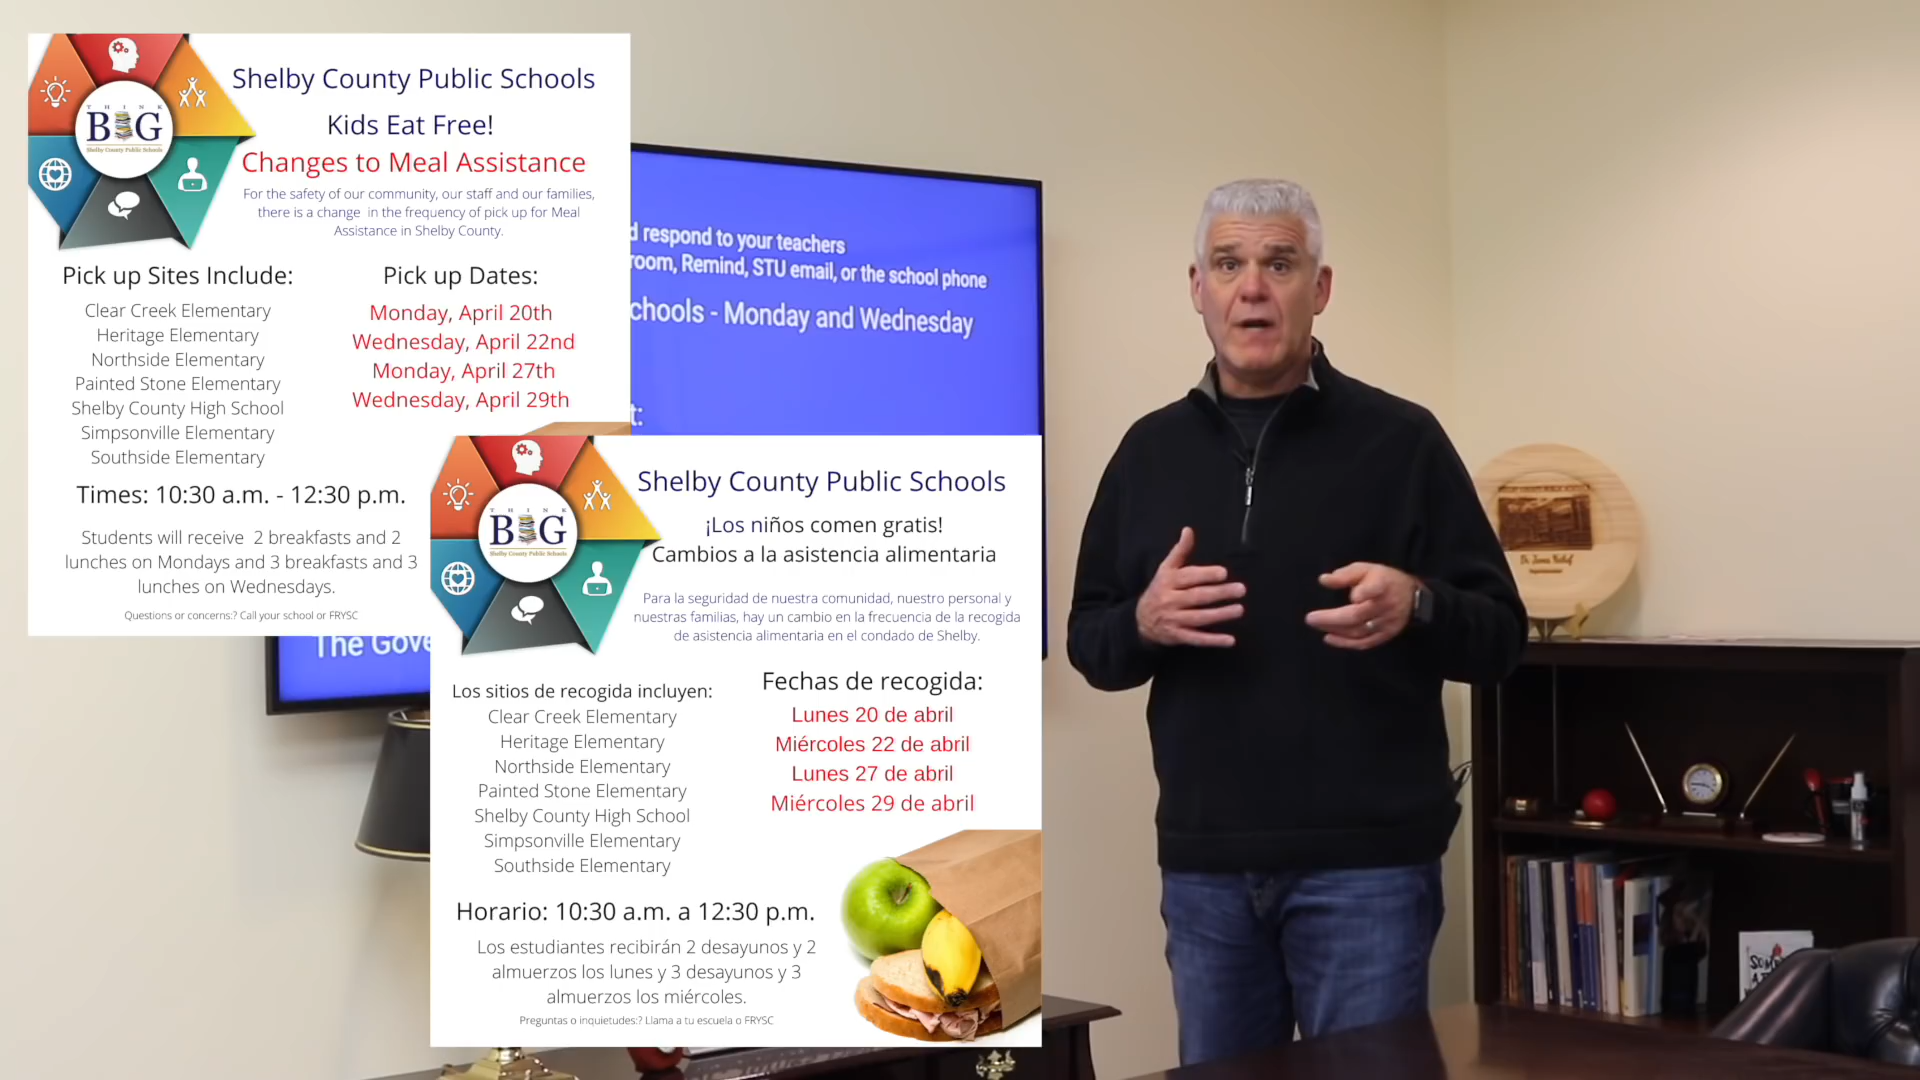 THINK
BIG
Shelby County Public Schools
Shelby County Public Schools
Kids Eat Free!
Changes to Meal Assistance
For the safety of our community, our staff and our families,
there is a change in the frequency of pick up for Meal
Assistance in Shelby County.
Pick up Sites Include:
Clear Creek Elementary
Heritage Elementary
Northside Elementary
Painted Stone Elementary
Shelby County High School
Simpsonville Elementary
Southside Elementary
Pick up Dates:
Monday, April 20th
Wednesday, April 22nd
Monday, April 27th
Wednesday, April 29th
Times: 10:30 a.m. - 12:30 p.m.
Students will receive 2 breakfasts and 2
lunches on Mondays and 3 breakfasts and 3
lunches on Wednesdays.
Questions or concerns:? Call your school or FRYSC
respond to your teachers
Remind, STU email, or the school phone
- Monday and Wednesday
The
THINK
BIG
Shelby County Public Schools
Shelby County Public Schools
¡Los niños comen gratis!
Cambios a la asistencia alimentaria
Para la seguridad de nuestra comunidad, nuestro personal y
nuestras familias, hay un cambio en la frecuencia de la recogida
de asistencia alimentaria en el condado de Shelby.
Los sitios de recogida incluyen:
Clear Creek Elementary
Heritage Elementary
Northside Elementary
Painted Stone Elementary
Shelby County High School
Simpsonville Elementary
Southside Elementary
Fechas de recogida:
Lunes 20 de abril
Miércoles 22 de abril
Lunes 27 de abril
Miércoles 29 de abril
Horario: 10:30 a.m. a 12:30 p.m.
Los estudiantes recibirán 2 desayunos y 2
almuerzos los lunes y 3 desayunos y 3
almuerzos los miércoles.
Preguntas o inquietudes:? Llama a tu escuela o FRYSC